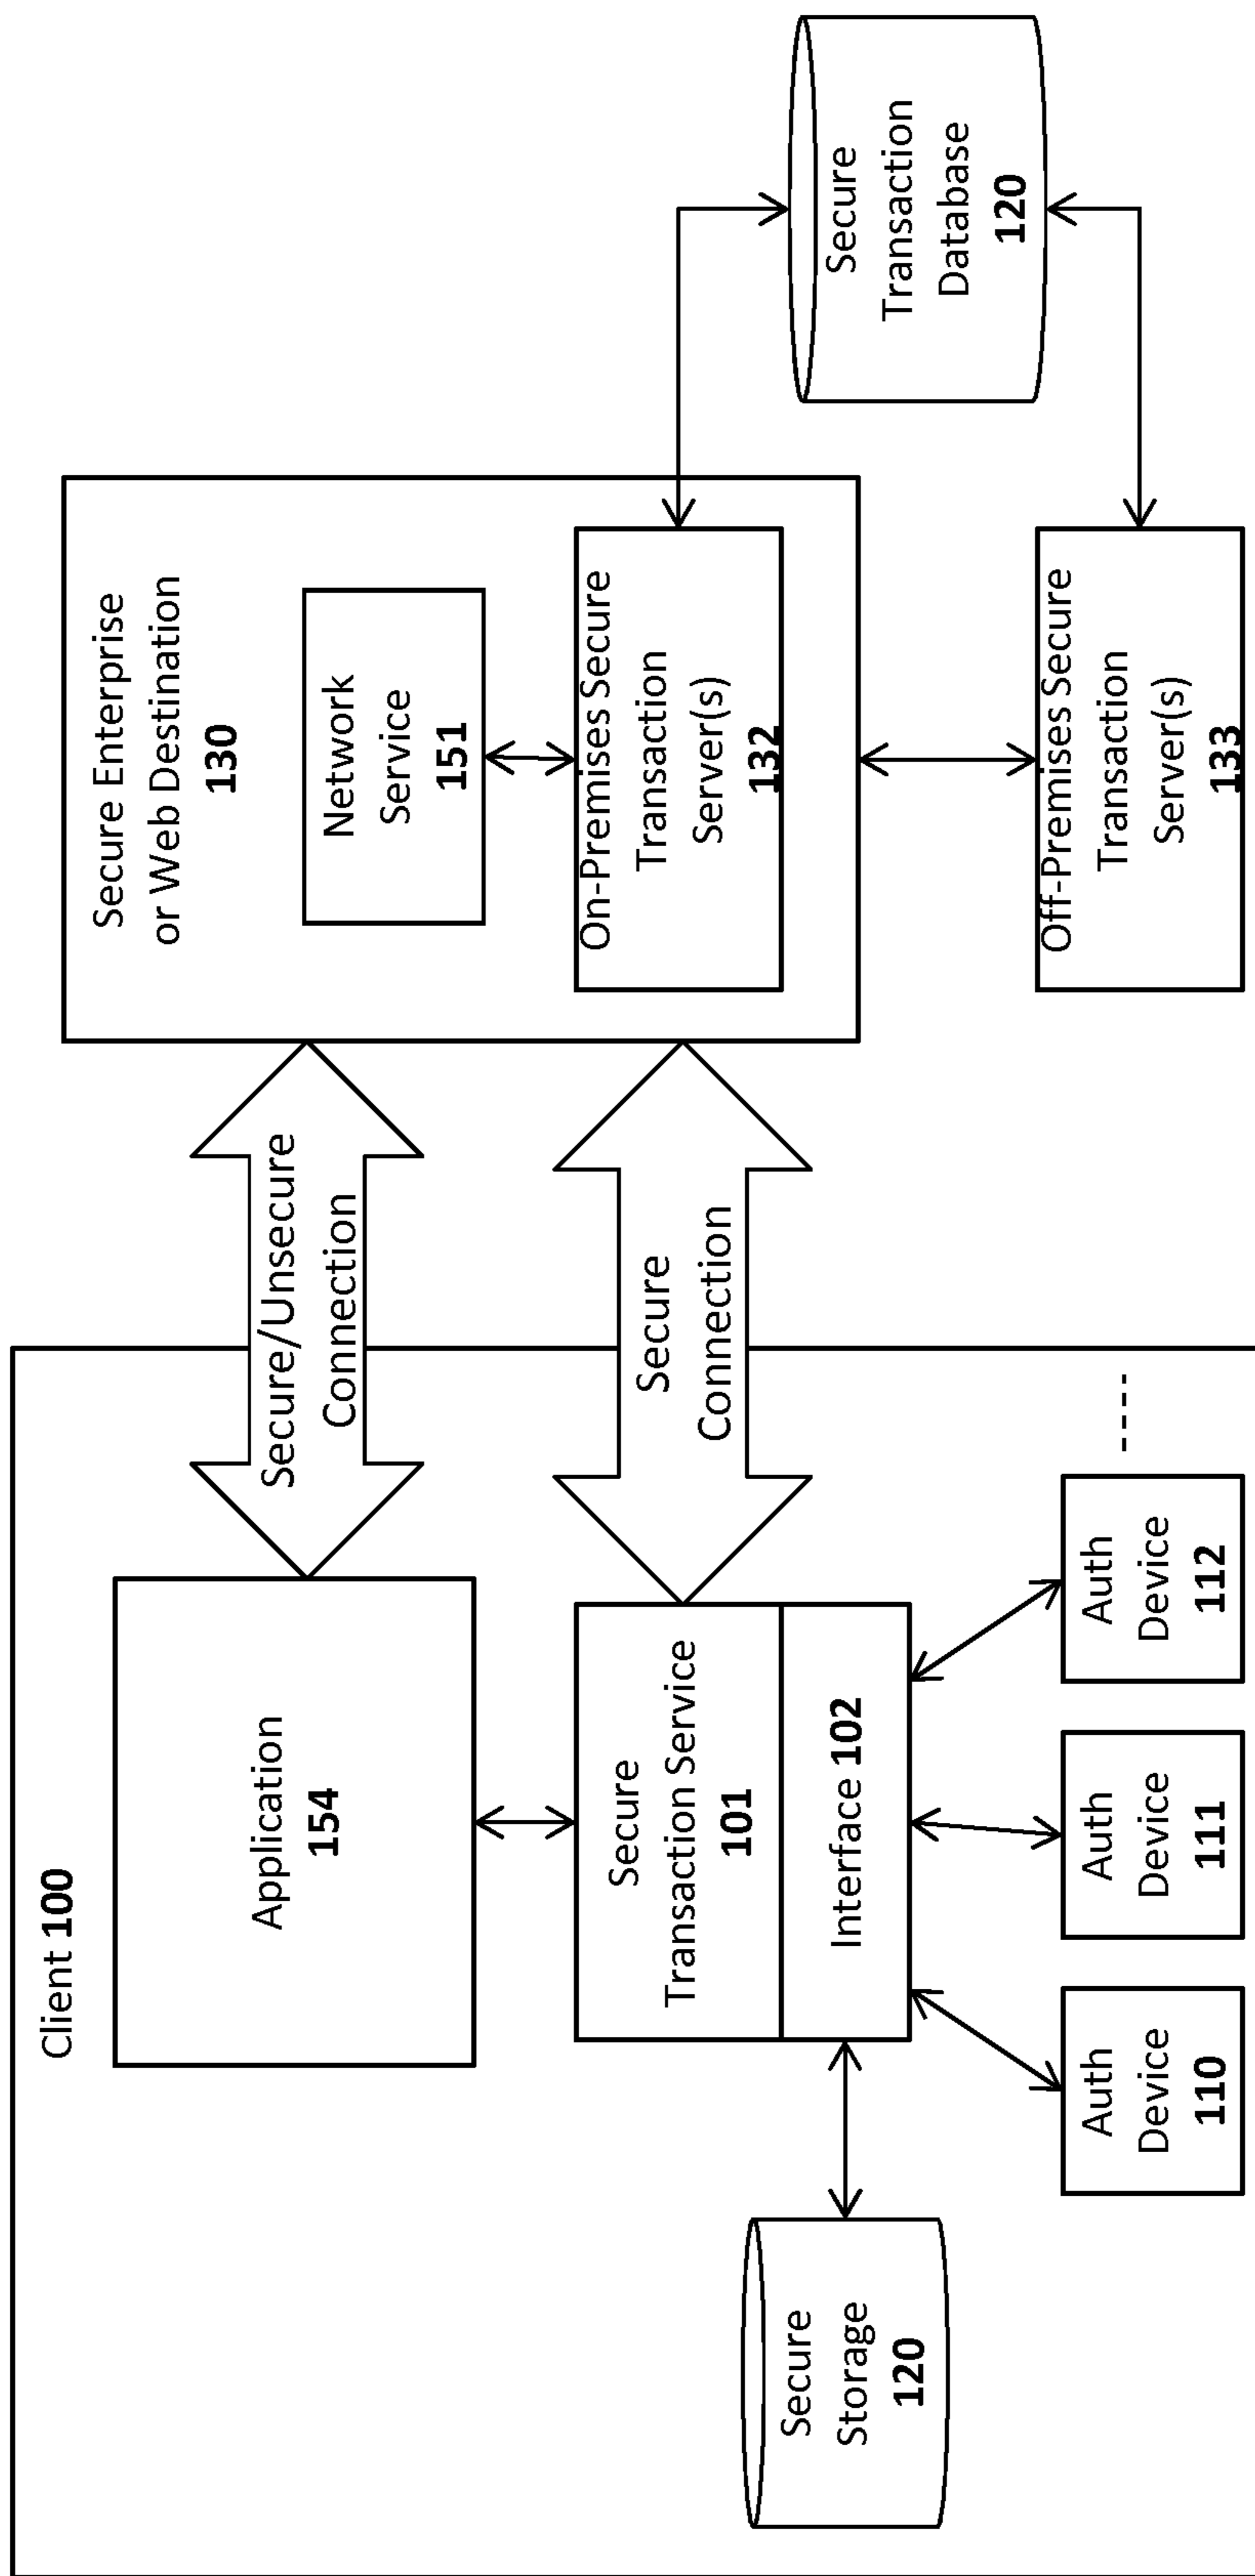 Client 100
Application
154
Secure
Transaction Service
101
Interface 102
Secure
Storage
120
Auth
Device
110
Auth
Device
111
Auth
Device
112
Secure/Unsecure
Connection
Secure
Connection
Secure Enterprise
or Web Destination
130
Network
Service
151
On-Premises Secure
Transaction
Server(s)
132
Off-Premises Secure
Transaction
Server(s)
133
Secure
Transaction
Database
120